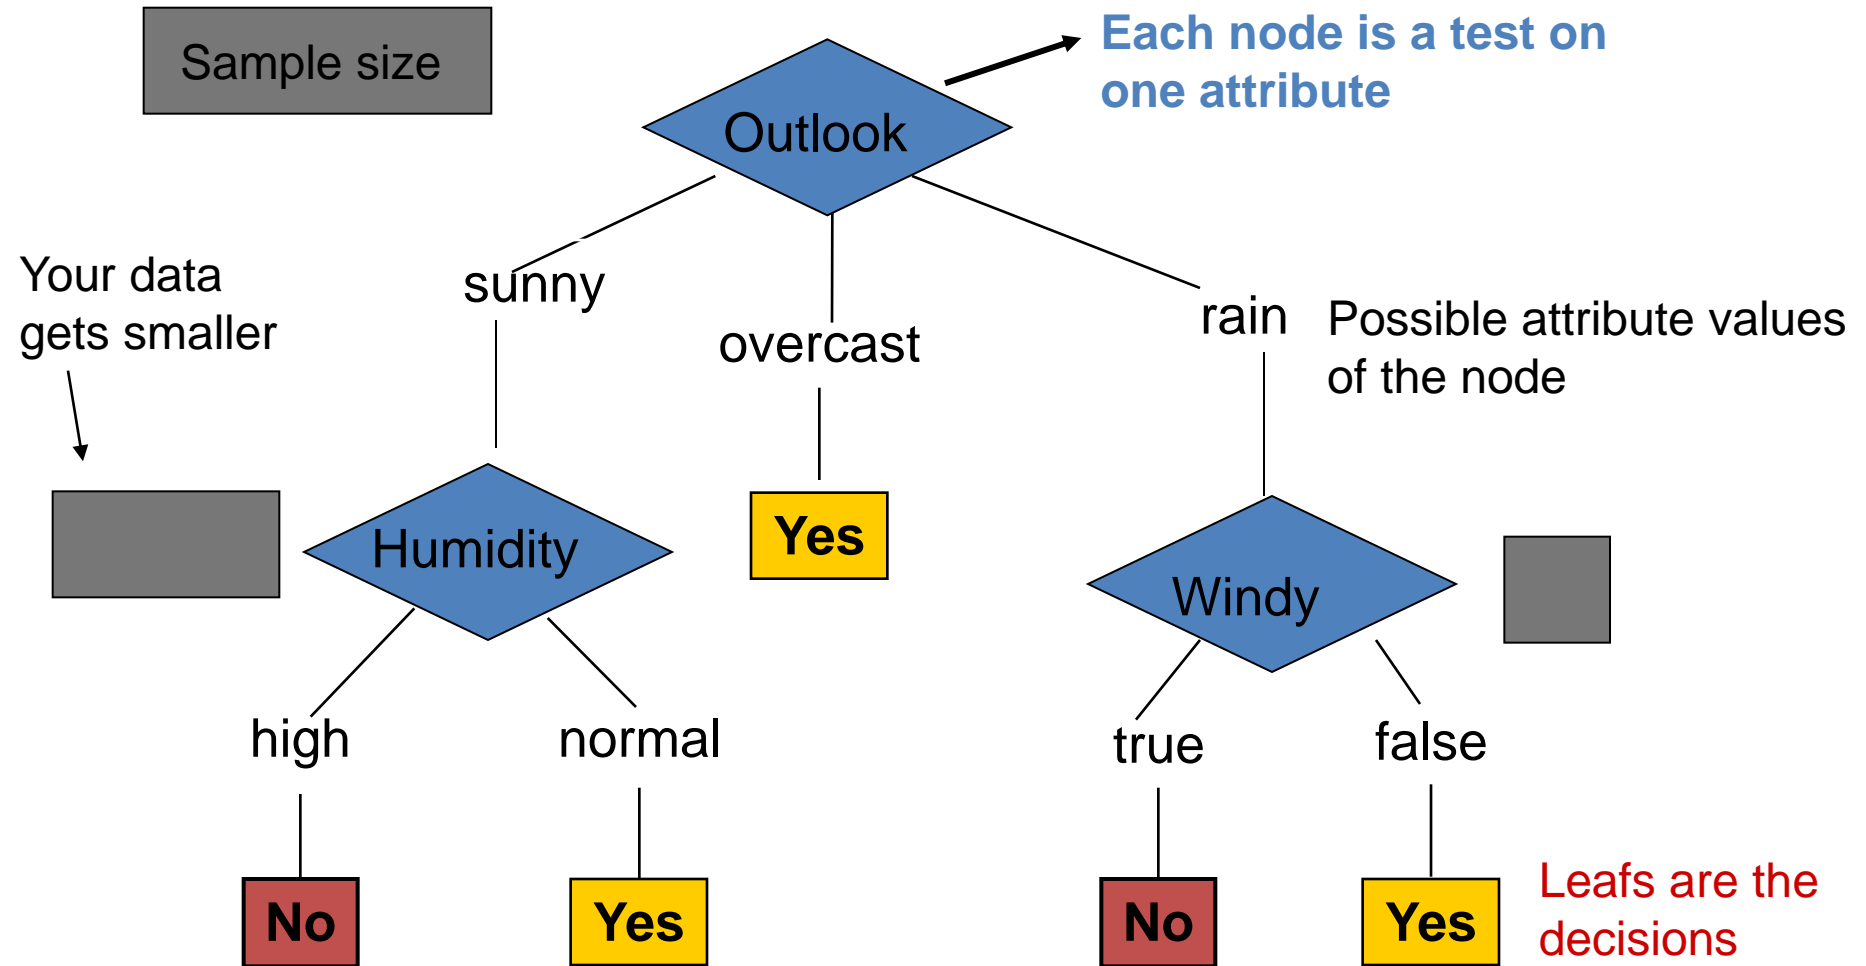 Sample size
Each node is a test on
one attribute
Outlook
Your data
gets smaller
sunny
overcast
rain
Possible attribute values
of the node
Humidity
Yes
Windy
high
normal
true
false
No
Yes
No
Yes
Leafs are the
decisions